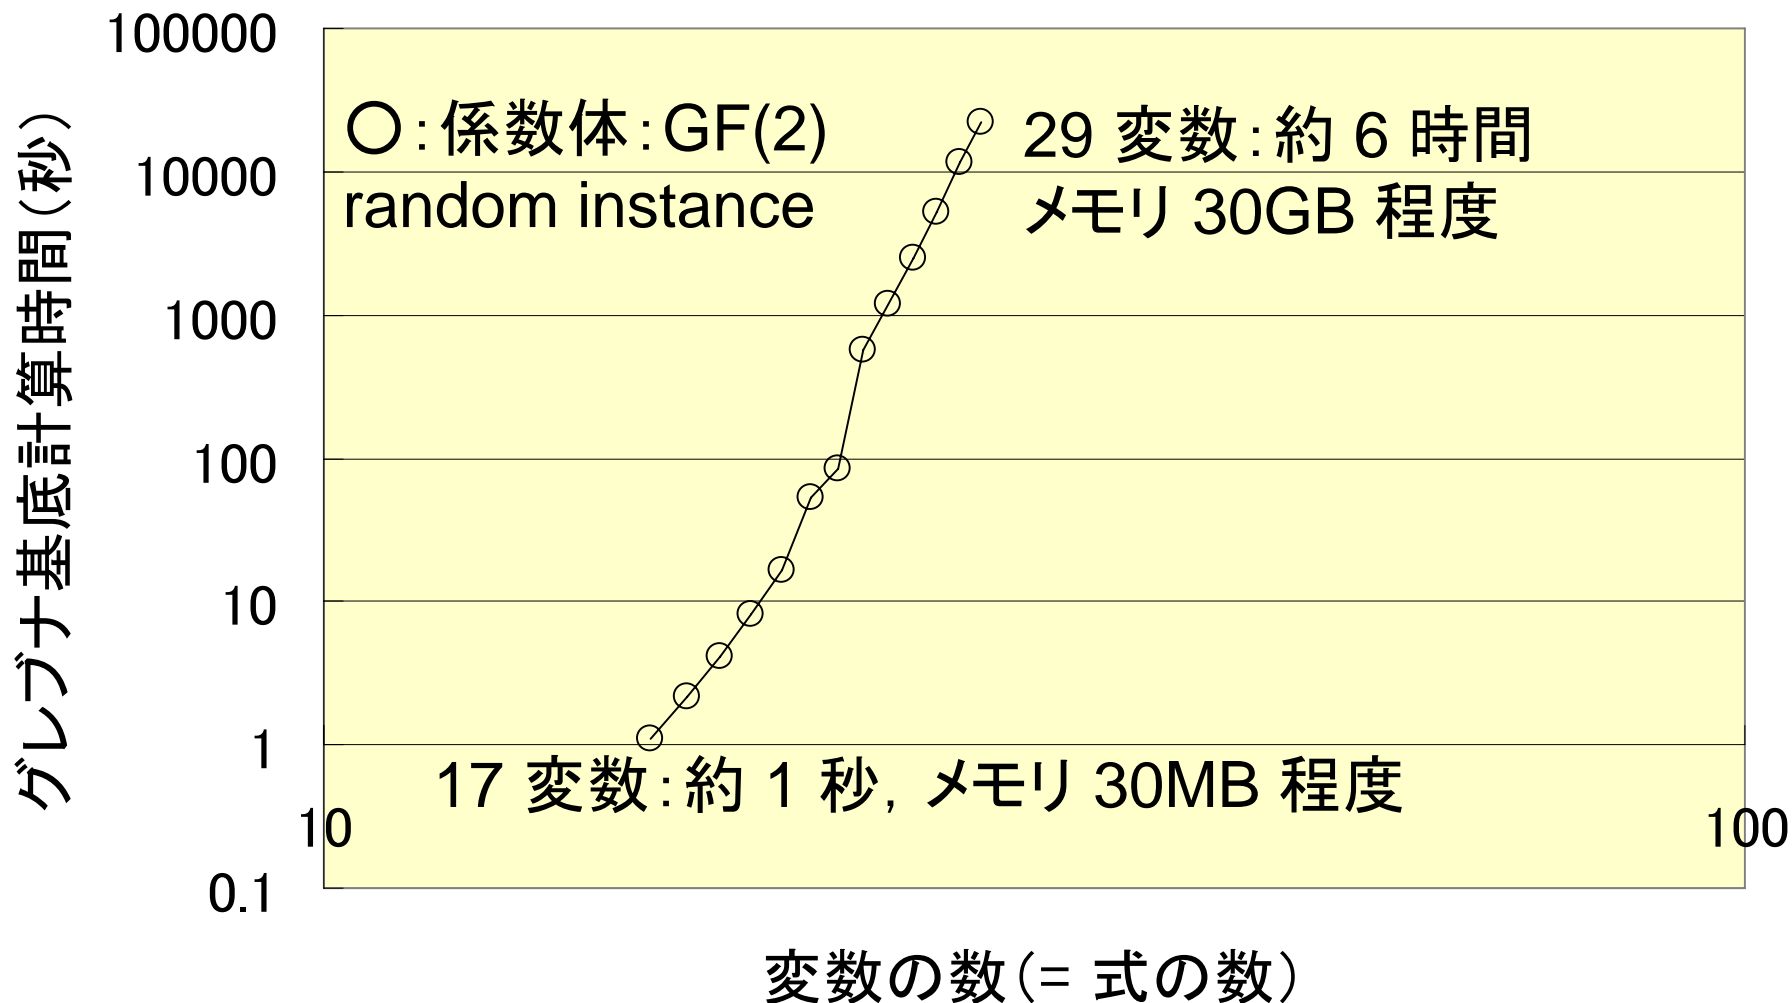 グレブナ基底計算時間(秒)
100000
10000
1000
100
10
1
0.1
○:係数体:GF(2)
random instance
29 変数:約 6 時間
メモリ 30GB 程度
17 変数:約 1 秒, メモリ 30MB 程度
10
100
変数の数(= 式の数)